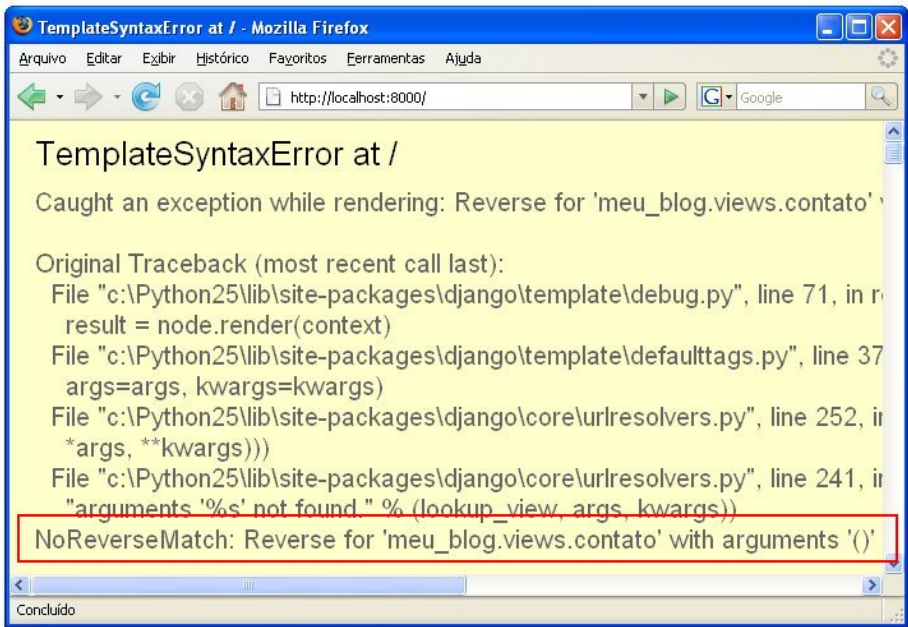 TemplateSyntaxError at / - Mozilla Firefox
Arquivo Editar Exibir Histórico Favoritos Ferramentas Ajuda
http://localhost:8000/ G Google
TemplateSyntaxError at /
Caught an exception while rendering: Reverse for 'meu_blog.views.contato'
Original Traceback (most recent call last):
File "c:\Python25\lib\site-packages\django\template\debug.py", line 71, in
result = node.render(context)
File "c:\Python25\lib\site-packages\django\template\defaulttags.py", line 37
args=args, kwargs=kwargs)
File "c:\Python25\lib\site-packages\django\core\urlresolvers.py", line 252,
*args, **kwargs)))
File "c:\Python25\lib\site-packages\django\core\urlresolvers.py", line 241,
"arguments '%s' not found." % (lookup_view, args, kwargs))
NoReverseMatch: Reverse for 'meu_blog.views.contato' with arguments '()'
Concluído